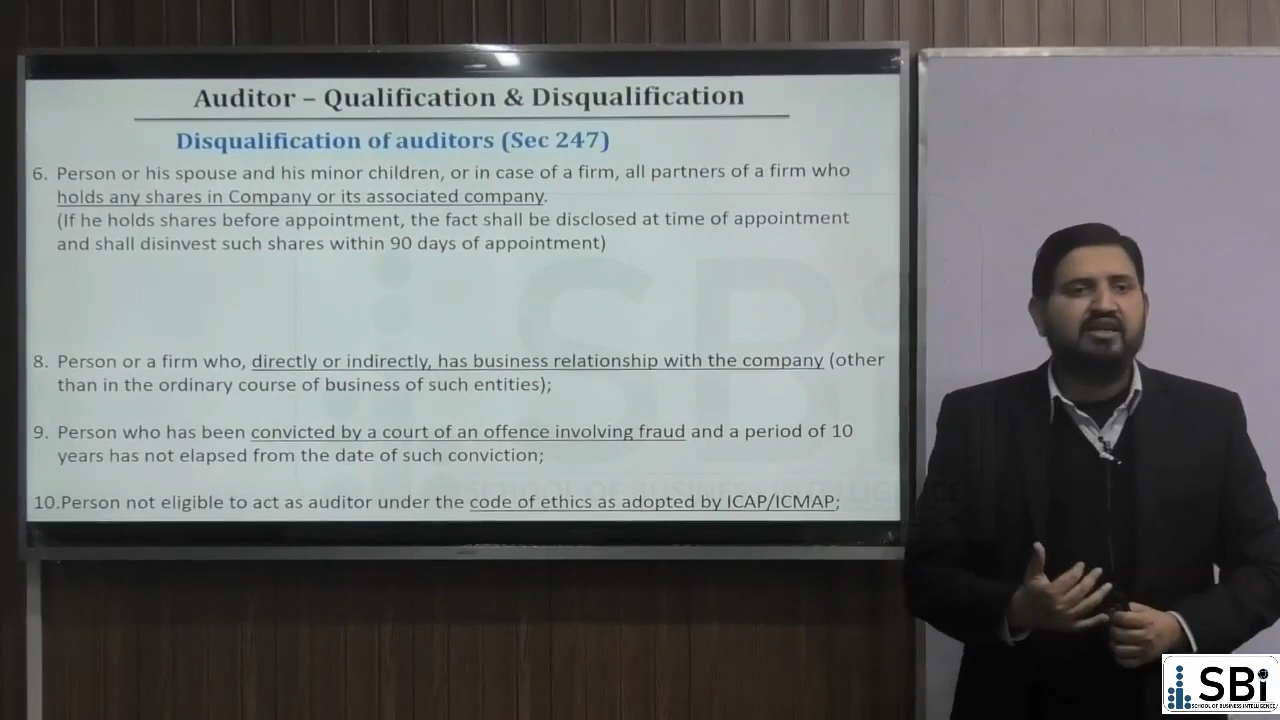 Auditor – Qualification & Disqualification
Disqualification of auditors (Sec 247)
6. Person or his spouse and his minor children, or in case of a firm, all partners of a firm who
holds any shares in Company or its associated company.
(If he holds shares before appointment, the fact shall be disclosed at time of appointment
and shall disinvest such shares within 90 days of appointment)
8. Person or a firm who, directly or indirectly, has business relationship with the company (other
than in the ordinary course of business of such entities);
9. Person who has been convicted by a court of an offence involving fraud and a period of 10
years has not elapsed from the date of such conviction;
10.Person not eligible to act as auditor under the code of ethics as adopted by ICAP/ICMAP;
SBi
SCHOOL OF BUSINESS INTELLIGENCE
SBi
SCHOOL OF BUSINESS INTELLIGENCE